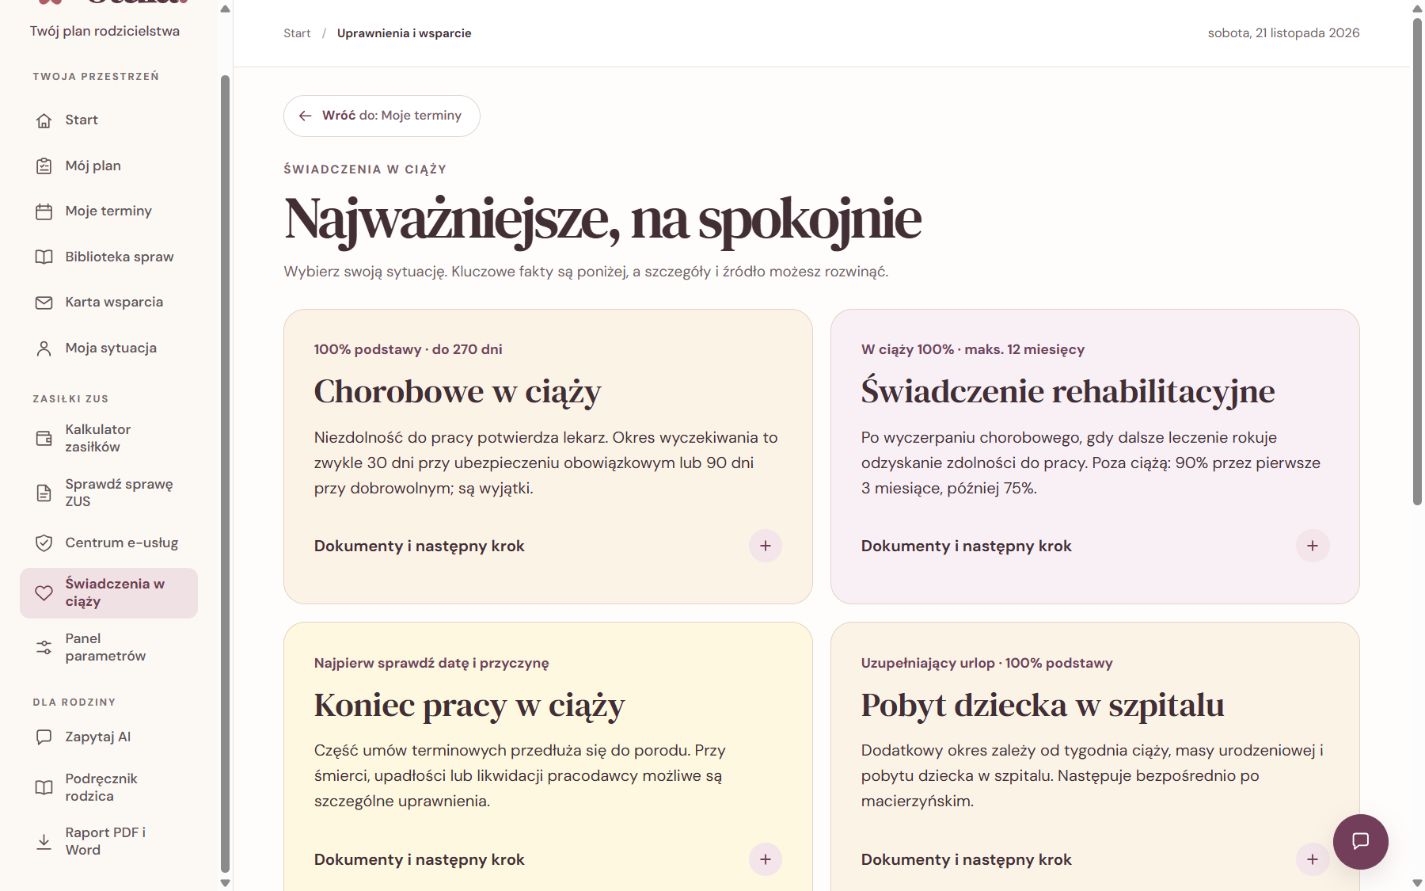 Twój plan rodzicielstwa
TWOJA PRZESTRZEŃ
Start
Mój plan
Moje terminy
Biblioteka spraw
Karta wsparcia
Moja sytuacja
ZASIŁKI ZUS
Kalkulator
zasiłków
Sprawdź sprawę
ZUS
Centrum e-usług
Świadczenia w
ciąży
Panel
parametrów
DLA RODZINY
Zapytaj AI
Podręcznik
rodzica
Raport PDF i
Word
Start / Uprawnienia i wsparcie
sobota, 21 listopada 2026
← Wróć do: Moje terminy
ŚWIADCZENIA W CIĄŻY
Najważniejsze, na spokojnie
Wybierz swoją sytuację. Kluczowe fakty są poniżej, a szczegóły i źródło możesz rozwinąć.
100% podstawy · do 270 dni
Chorobowe w ciąży
Niezdolność do pracy potwierdza lekarz. Okres wyczekiwania to
zwykle 30 dni przy ubezpieczeniu obowiązkowym lub 90 dni
przy dobrowolnym; są wyjątki.
Dokumenty i następny krok
+
W ciąży 100% · maks. 12 miesięcy
Świadczenie rehabilitacyjne
Po wyczerpaniu chorobowego, gdy dalsze leczenie rokuje
odzyskanie zdolności do pracy. Poza ciążą: 90% przez pierwsze
3 miesiące, później 75%.
Dokumenty i następny krok
+
Najpierw sprawdź datę i przyczynę
Koniec pracy w ciąży
Część umów terminowych przedłuża się do porodu. Przy
śmierci, upadłości lub likwidacji pracodawcy możliwe są
szczególne uprawnienia.
Dokumenty i następny krok
+
Uzupełniający urlop · 100% podstawy
Pobyt dziecka w szpitalu
Dodatkowy okres zależy od tygodnia ciąży, masy urodzeniowej i
pobytu dziecka w szpitalu. Następuje bezpośrednio po
macierzyńskim.
Dokumenty i następny krok
+